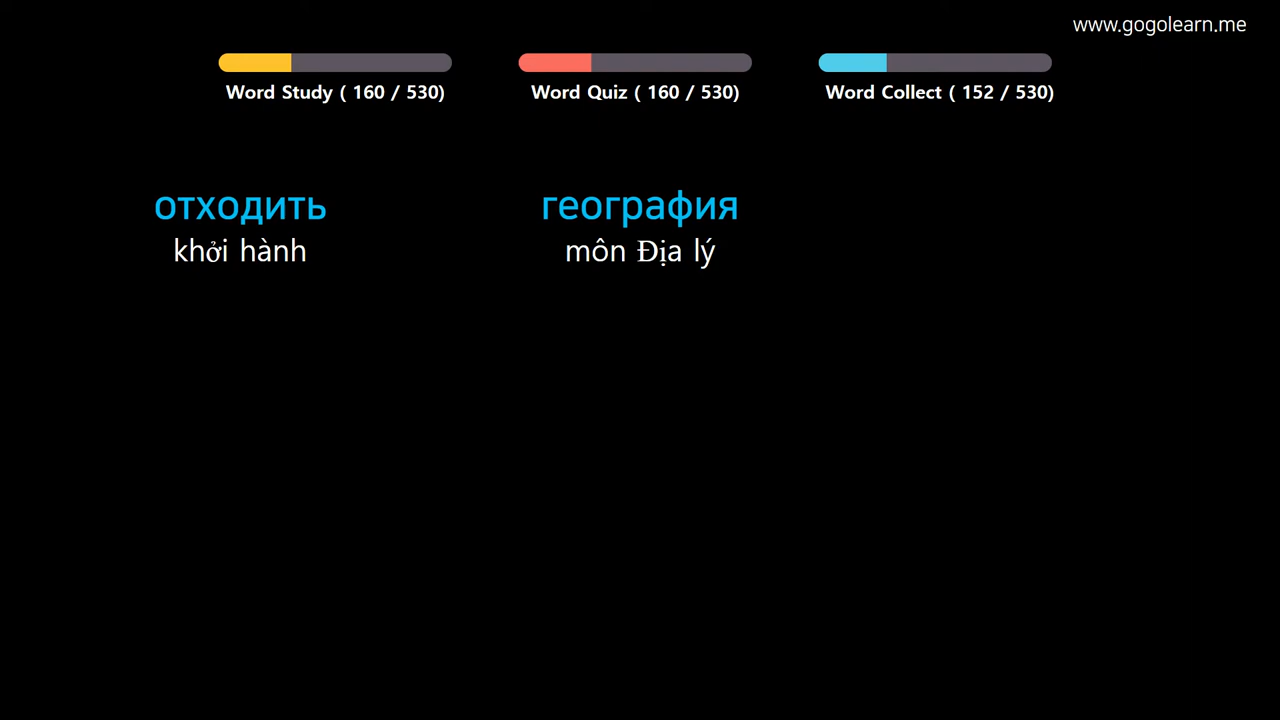 www.gogolearn.me
Word Study ( 160 / 530)
Word Quiz ( 160 / 530)
Word Collect ( 152 / 530)
отходить
khởi hành
география
môn Địa lý